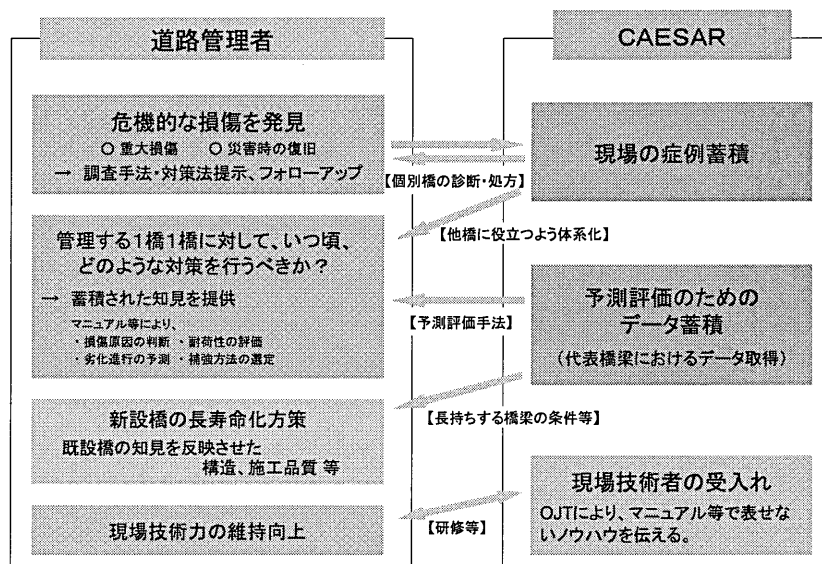 道路管理者
危機的な損傷を発見
○ 重大損傷 ○ 災害時の復旧
→ 調査手法・対策法提示、フォローアップ
管理する1橋1橋に対して、いつ頃、
どのような対策を行うべきか？
→ 蓄積された知見を提供
マニュアル等により、
・損傷原因の判断 ・耐荷性の評価
・劣化進行の予測 ・補強方法の選定
新設橋の長寿命化方策
既設橋の知見を反映させた
構造、施工品質 等
現場技術力の維持向上
【個別橋の診断・処方】
【他橋に役立つよう体系化】
【予測評価手法】
【長持ちする橋梁の条件等】
【研修等】
CAESAR
現場の症例蓄積
予測評価のための
データ蓄積
（代表橋梁におけるデータ取得）
現場技術者の受入れ
OJTにより、マニュアル等で表せな
いノウハウを伝える。